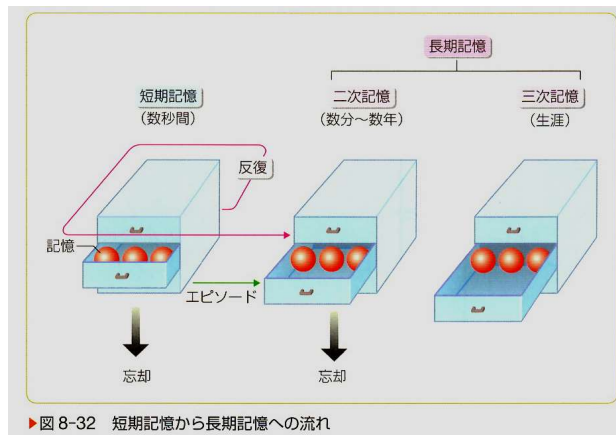 長期記憶
短期記憶
(数秒間)
二次記憶
(数分〜数年)
三次記憶
(生涯)
反復
記憶
エピソード
忘却
忘却
▶図8-32 短期記憶から長期記憶への流れ